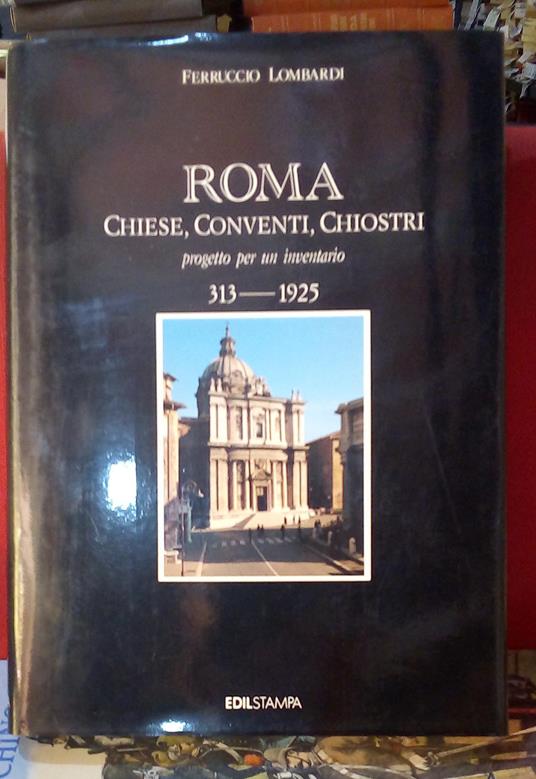 FERRUCCIO LOMBARDI
ROMA
CHIESE, CONVENTI, CHIOSTRI
progetto per un inventario
313 — 1925
EDILSTAMPA